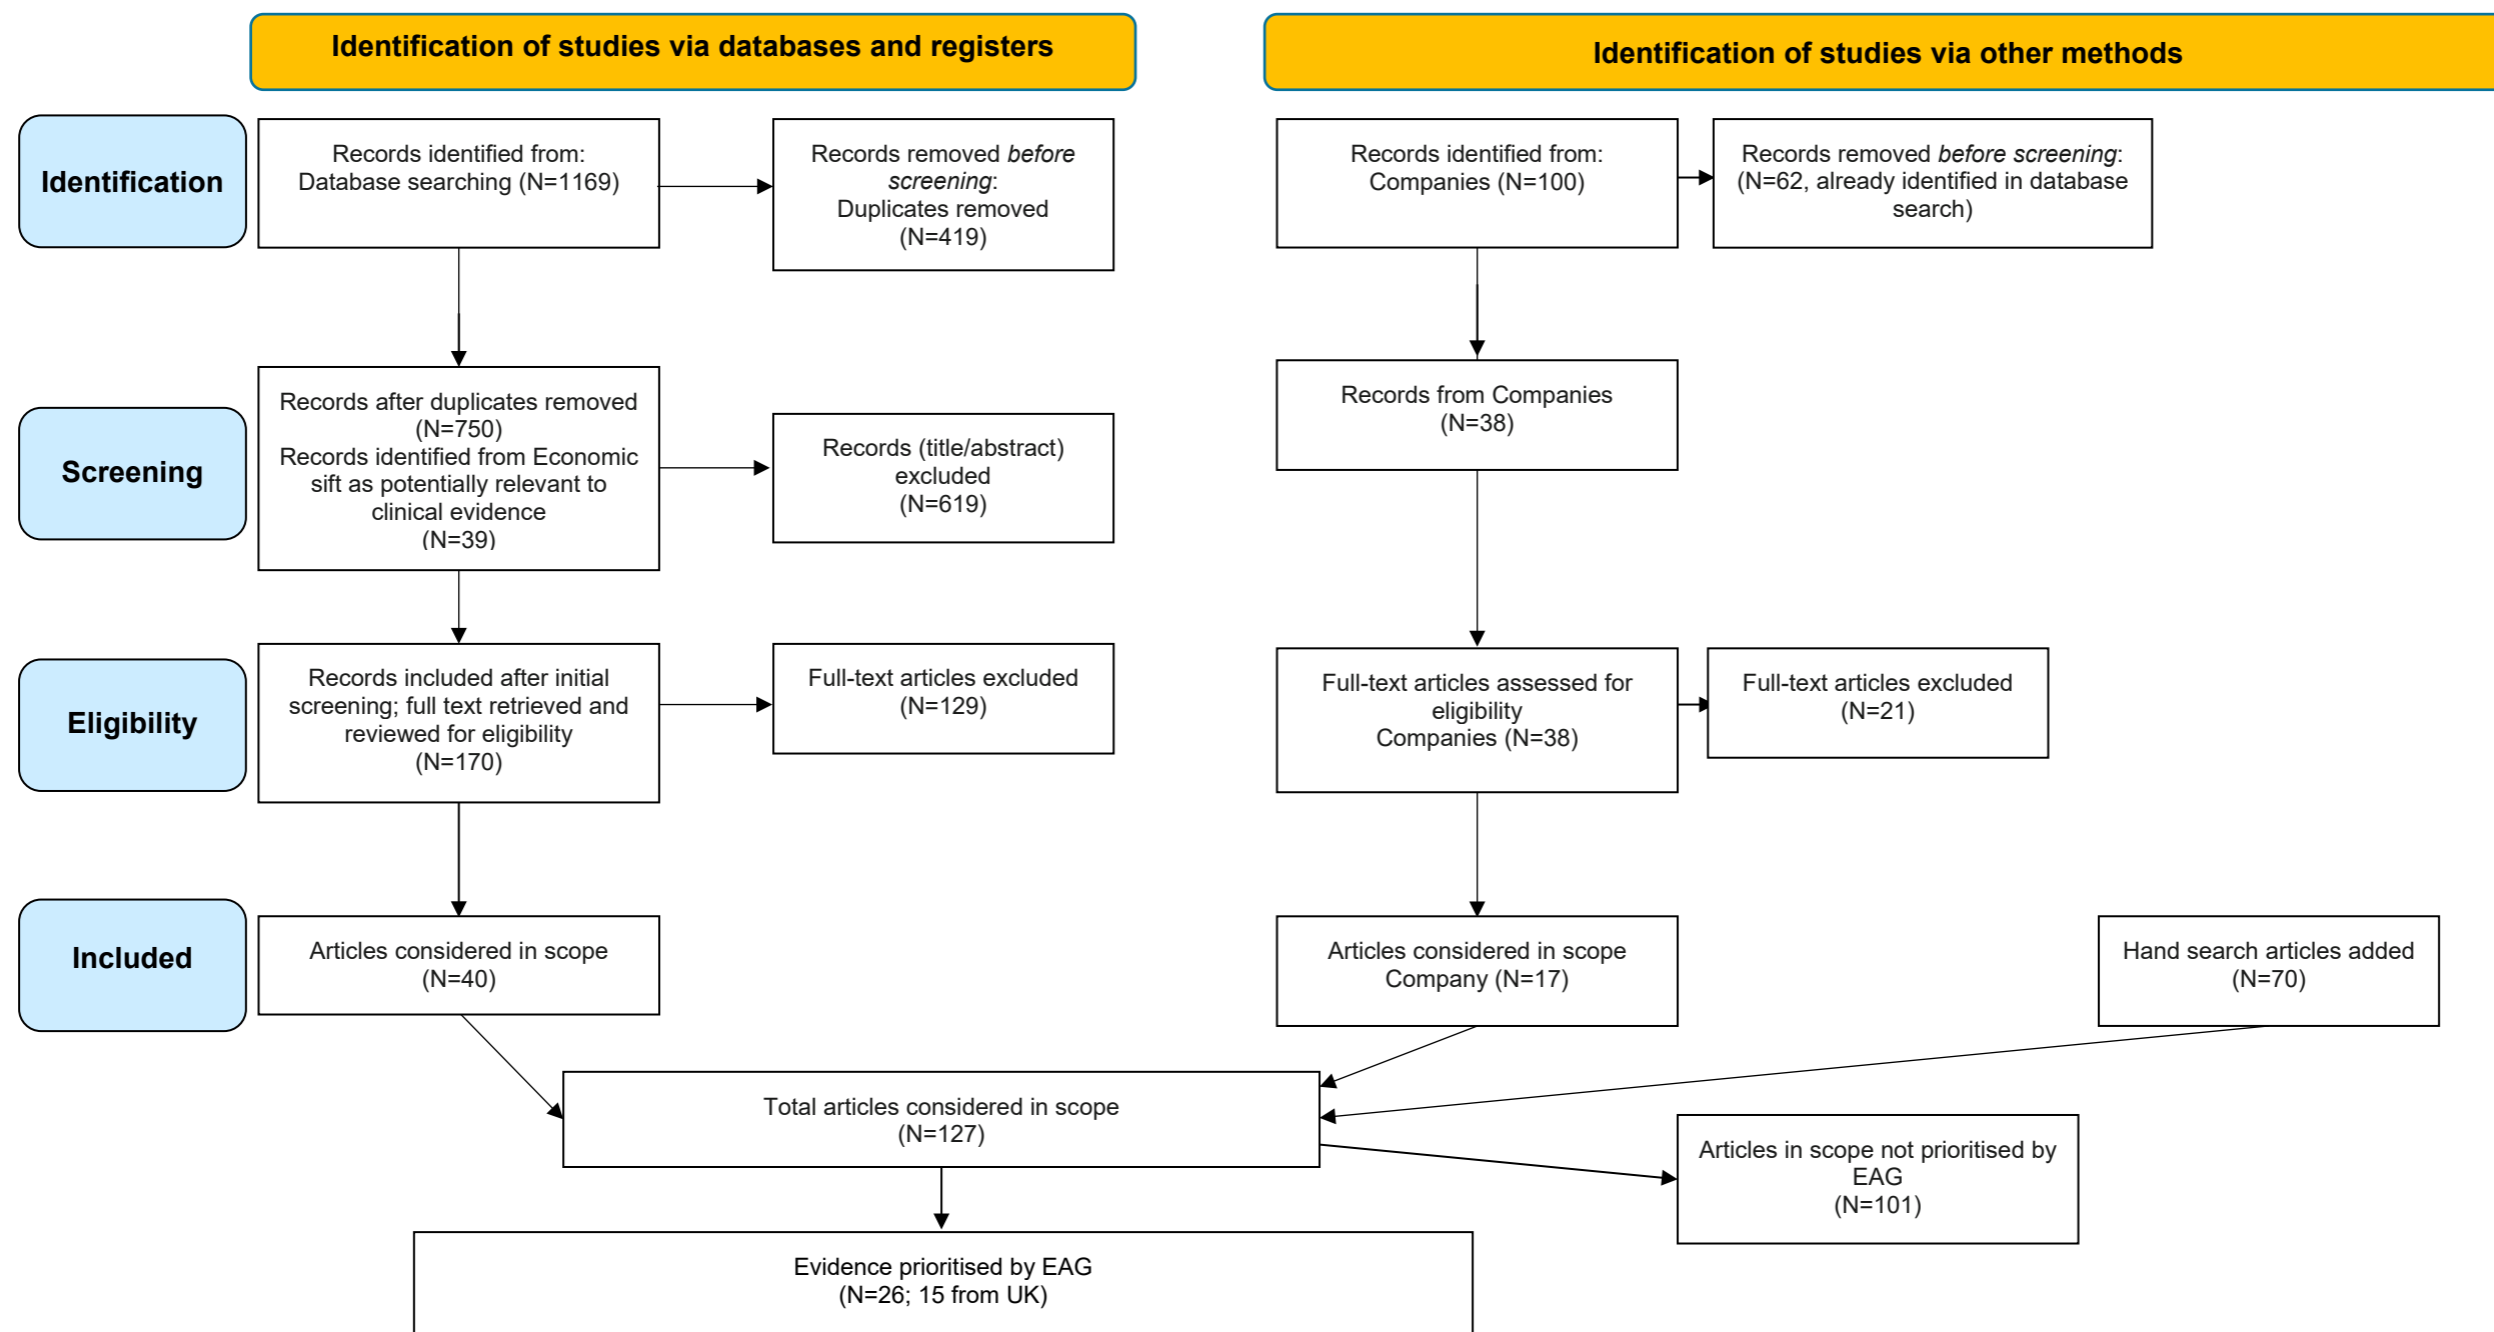 Identification of studies via databases and registers
Identification of studies via other methods
Identification
Records identified from:
Database searching (N=1169)
Records removed before
screening:
Duplicates removed
(N=419)
Records identified from:
Companies (N=100)
Records removed before screening:
(N=62, already identified in database
search)
Screening
Records after duplicates removed
(N=750)
Records identified from Economic
sift as potentially relevant to
clinical evidence
(N=39)
Records (title/abstract)
excluded
(N=619)
Records from Companies
(N=38)
Eligibility
Records included after initial
screening; full text retrieved and
reviewed for eligibility
(N=170)
Full-text articles excluded
(N=129)
Full-text articles assessed for
eligibility
Companies (N=38)
Full-text articles excluded
(N=21)
Included
Articles considered in scope
(N=40)
Articles considered in scope
Company (N=17)
Hand search articles added
(N=70)
Total articles considered in scope
(N=127)
Articles in scope not prioritised by
EAG
(N=101)
Evidence prioritised by EAG
(N=26; 15 from UK)